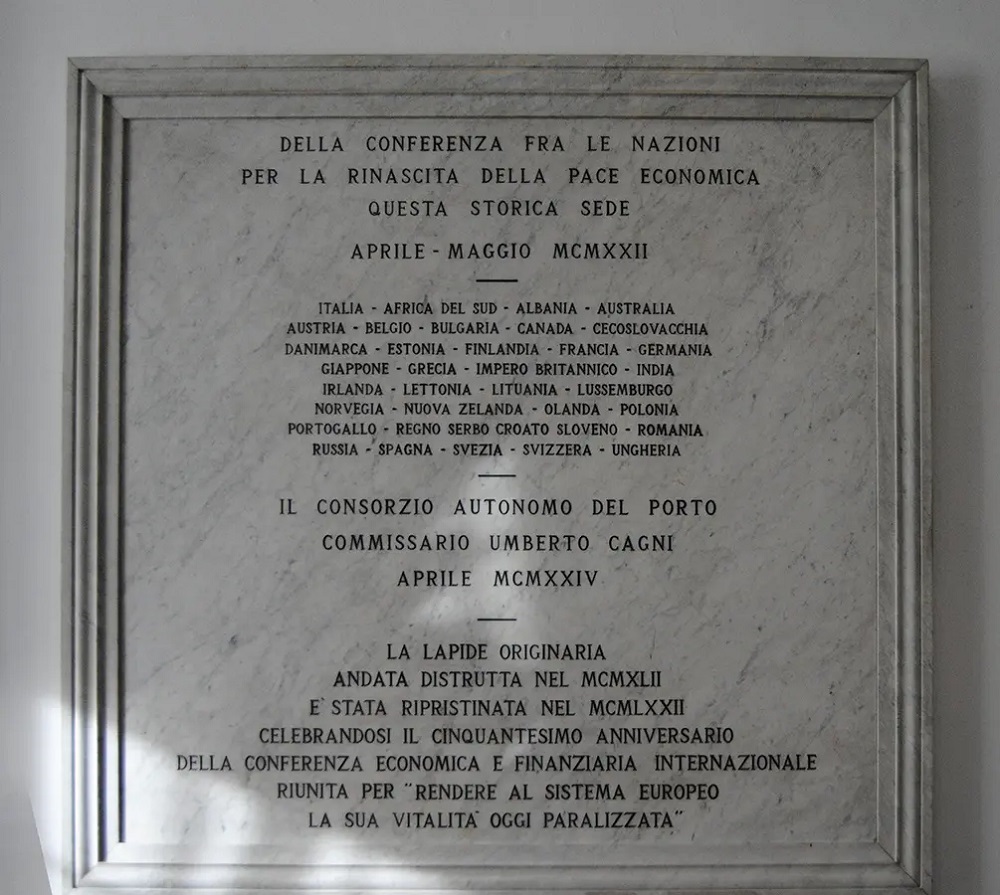 DELLA CONFERENZA FRA LE NAZIONI
PER LA RINASCITA DELLA PACE ECONOMICA
QUESTA STORICA SEDE
APRILE - MAGGIO MCMXXII
ITALIA - AFRICA DEL SUD - ALBANIA - AUSTRALIA
AUSTRIA - BELGIO - BULGARIA - CANADA - CECOSLOVACCHIA
DANIMARCA - ESTONIA - FINLANDIA - FRANCIA - GERMANIA
GIAPPONE - GRECIA - IMPERO BRITANNICO - INDIA
IRLANDA - LETTONIA - LITUANIA - LUSSEMBURGO
NORVEGIA - NUOVA ZELANDA - OLANDA - POLONIA
PORTOGALLO - REGNO SERBO CROATO SLOVENO - ROMANIA
RUSSIA - SPAGNA - SVEZIA - SVIZZERA - UNGHERIA
IL CONSORZIO AUTONOMO DEL PORTO
COMMISSARIO UMBERTO CAGNI
APRILE MCMXXIV
LA LAPIDE ORIGINARIA
ANDATA DISTRUTTA NEL MCMXLII
E` STATA RIPRISTINATA NEL MCMLXXII
CELEBRANDOSI IL CINQUANTESIMO ANNIVERSARIO
DELLA CONFERENZA ECONOMICA E FINANZIARIA INTERNAZIONALE
RIUNITA PER "RENDERE AL SISTEMA EUROPEO
LA SUA VITALITA` OGGI PARALIZZATA"